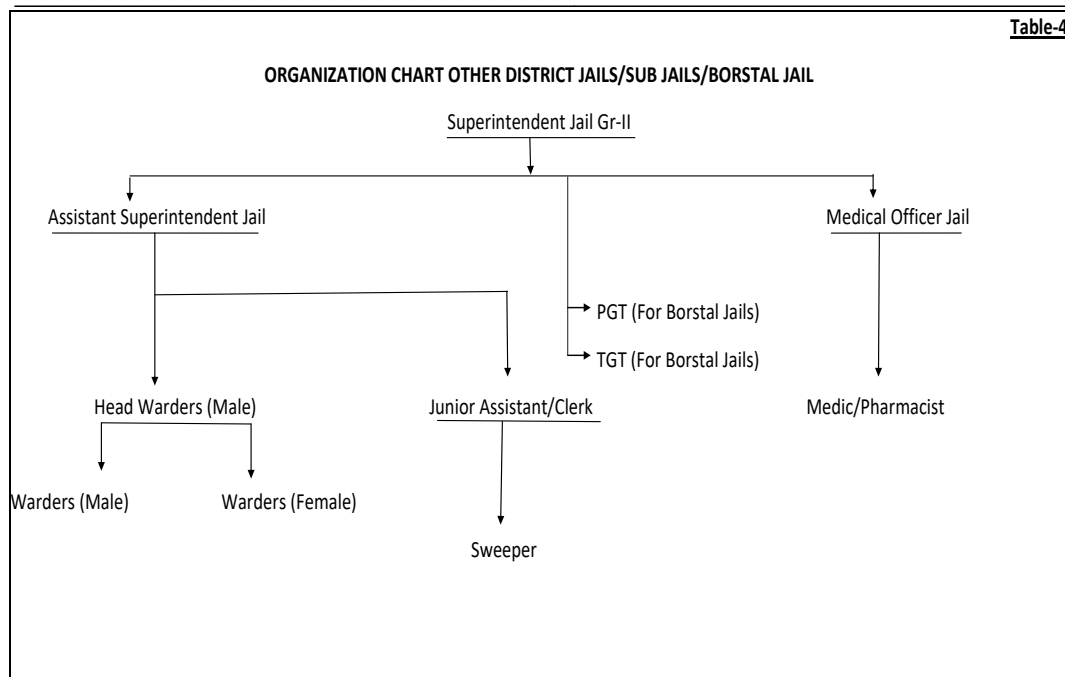 Table-4
ORGANIZATION CHART OTHER DISTRICT JAILS/SUB JAILS/BORSTAL JAIL
Superintendent Jail Gr-II
Assistant Superintendent Jail
Medical Officer Jail
PGT (For Borstal Jails)
TGT (For Borstal Jails)
Head Warders (Male)
Junior Assistant/Clerk
Medic/Pharmacist
Warders (Male)
Warders (Female)
Sweeper